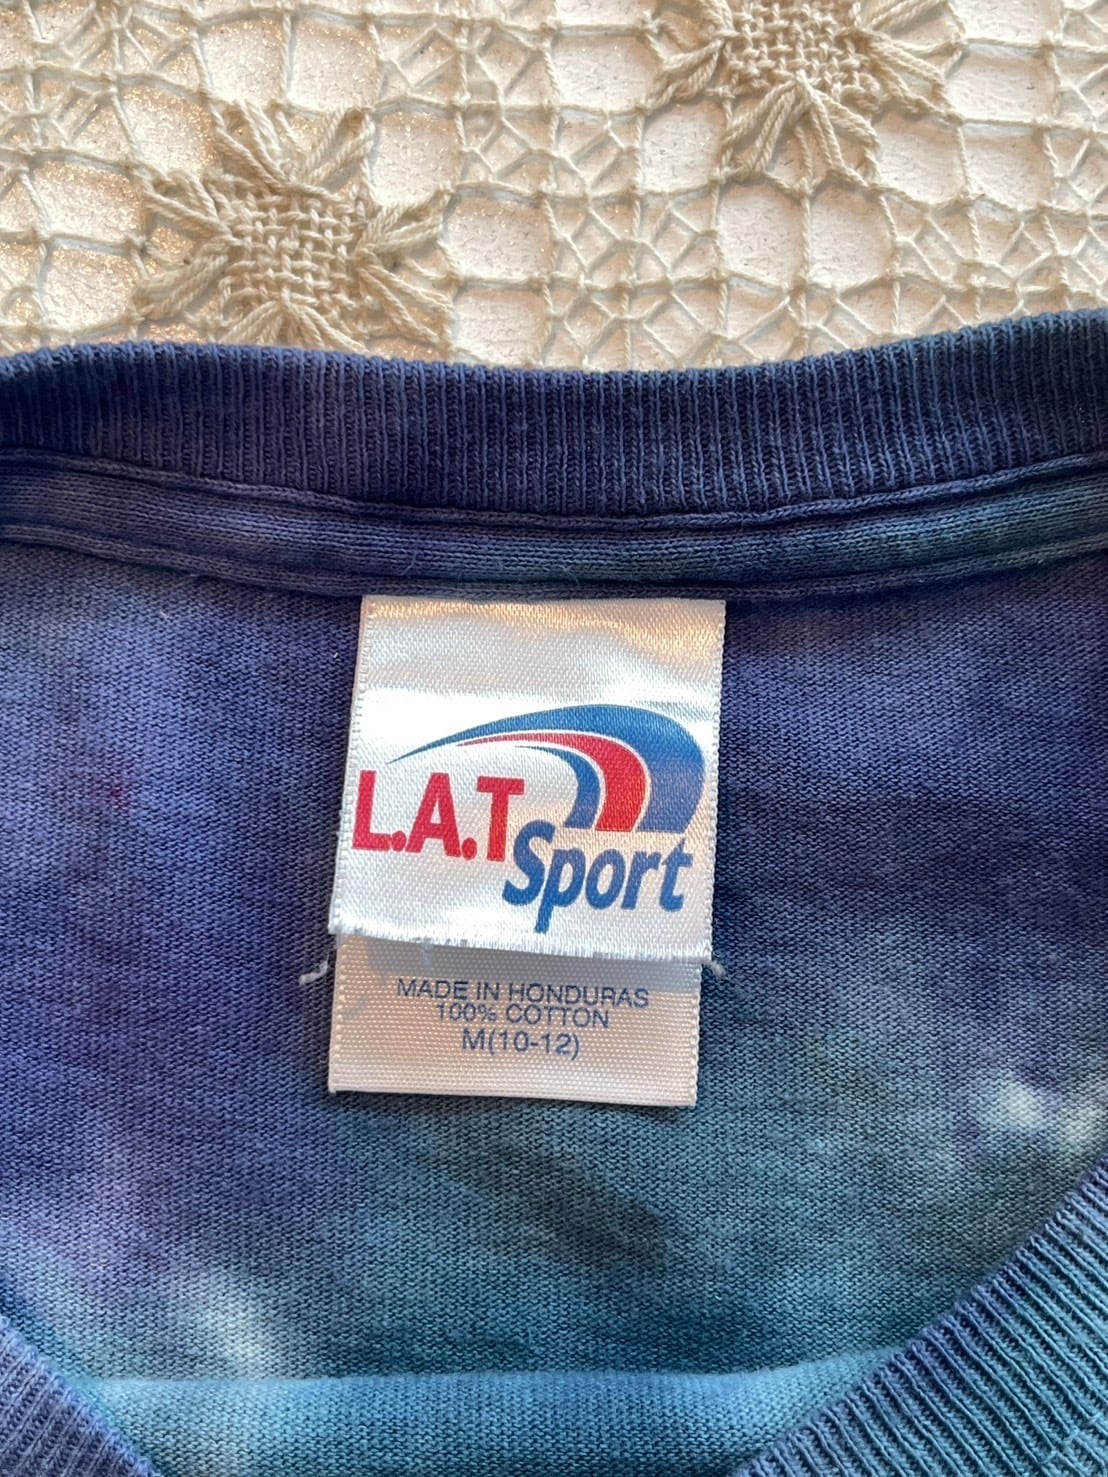 L.A.T
Sport
MADE IN HONDURAS
100% COTTON
M(10-12)